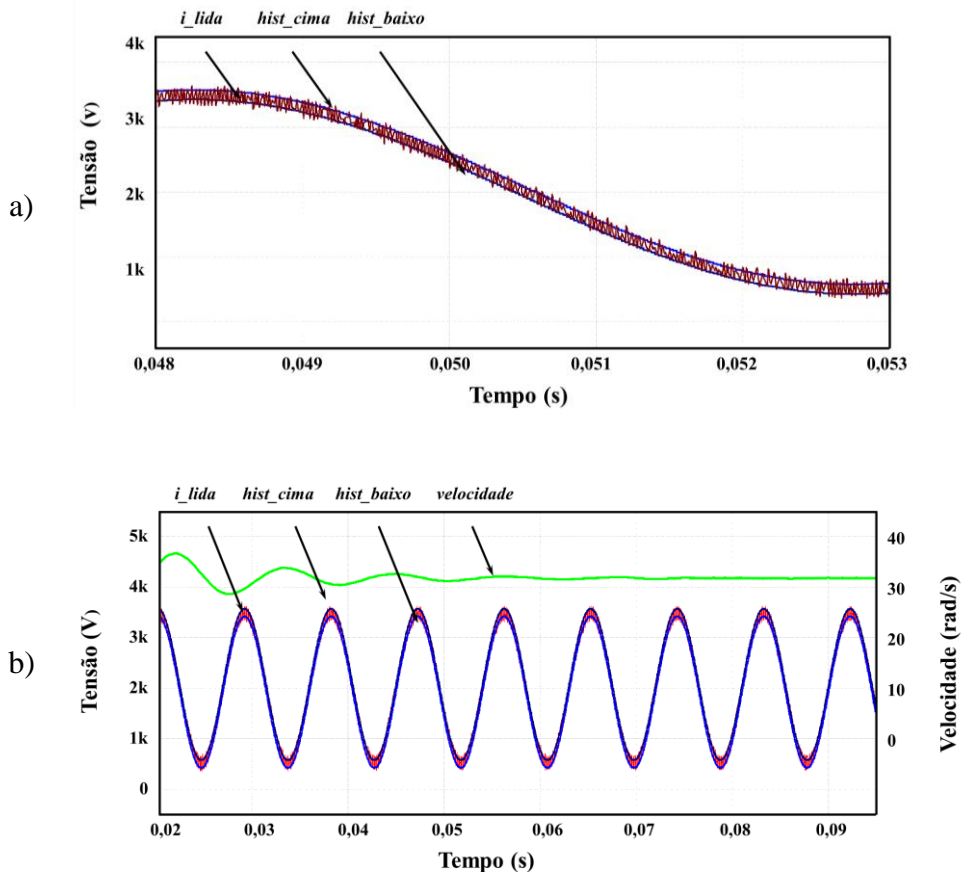 i_lida hist_cima hist_baixo
4k
3k
2k
1k
Tensão (v)
a)
0,048 0,049 0,050 0,051 0,052 0,053
Tempo (s)
i_lida hist_cima hist_baixo velocidade
5k
4k
3k
2k
1k
0
Tensão (V)
b)
40
30
20
10
0
Velocidade (rad/s)
0,02 0,03 0,04 0,05 0,06 0,07 0,08 0,09
Tempo (s)